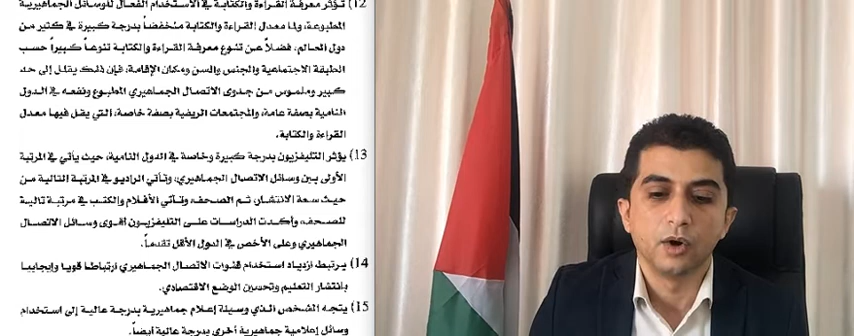 12) تؤثر معرفة القراءة والكتابة في الاستخدام الفعال للوسائل الجماهيرية
المطبوعة، ولما معدل القراءة والكتابة منخفضاً بدرجة كبيرة في كثير من
دول العالم. فضلاً عن تنوع معرفة القراءة والكتابة تنوعاً كبيراً حسب
الطبقة الاجتماعية والجنس والسن ومكان الإقامة، فإن ذلك يقلل إلى حد
كبير وملموس من جدوى الاتصال الجماهيري المطبوع ونفعه في الدول
النامية بصفة عامة، والمجتمعات الريفية بصفة خاصة، التي يقل فيها معدل
القراءة والكتابة.
13) يؤثر التليفزيون بدرجة كبيرة وخاصة في الدول النامية، حيث يأتي في المرتبة
الأولى بين وسائل الاتصال الجماهيري، وتأتي الراديو في المرتبة التالية من
حيث سعة الانتشار، ثم الصحف، وتأتي الأفلام والكتب في مرتبة تالية
للصحف، وأكدت الدراسات على التليفزيون أقوى وسائل الاتصال
الجماهيري وعلى الأخص في الدول الأقل تقدماً.
14) يرتبط ازدياد استخدام قنوات الاتصال الجماهيري ارتباطا قويا وإيجابيا
بانتشار التعليم وتحسين الوضع الاقتصادي.
15) يتجه الشخص الذي وسيلة إعلام جماهيرية بدرجة عالية إلى استخدام
وسائل إعلامية جماهيرية أخرى بدرجة عالية أيضاً.